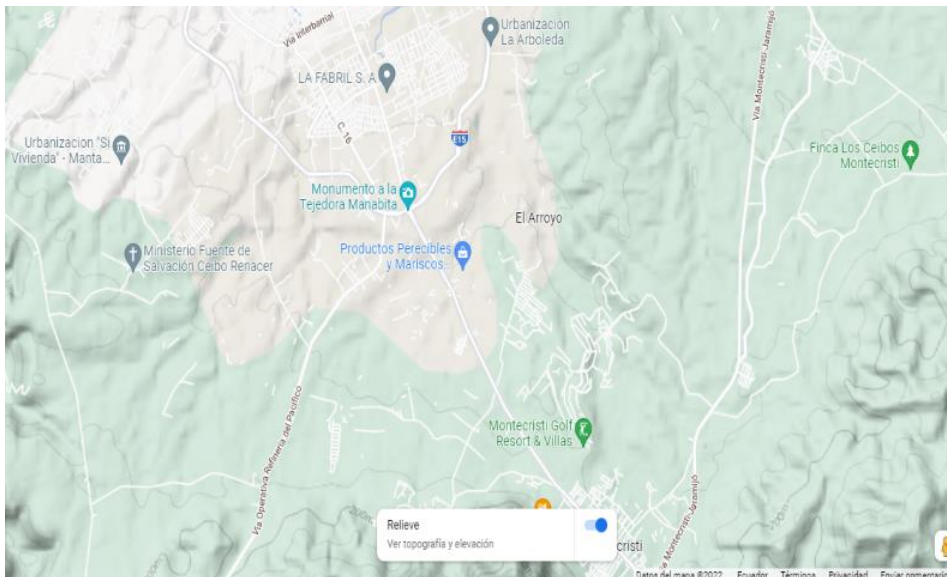 Urbanización
La Arboleda
Vía Interbarrial
LA FABRIL S. A.
C. 16
E15
Vía Montecristi-Jaramijó
Urbanizacion "Si
Vivienda" - Manta...
Finca Los Ceibos
Montecristi
Monumento a la
Tejedora Manabita
El Arroyo
Ministerio Fuente de
Salvación Ceibo Renacer
Productos Perecibles
y Mariscos...
Vía Operativa Refinería del Pacífico
Montecristi Golf
Resort & Villas
Relieve
Ver topografía y elevación
cristi
Montecristi-Jaramijó
Datos del mapa ©2022 Ecuador Términos Privacidad Enviar comentarios